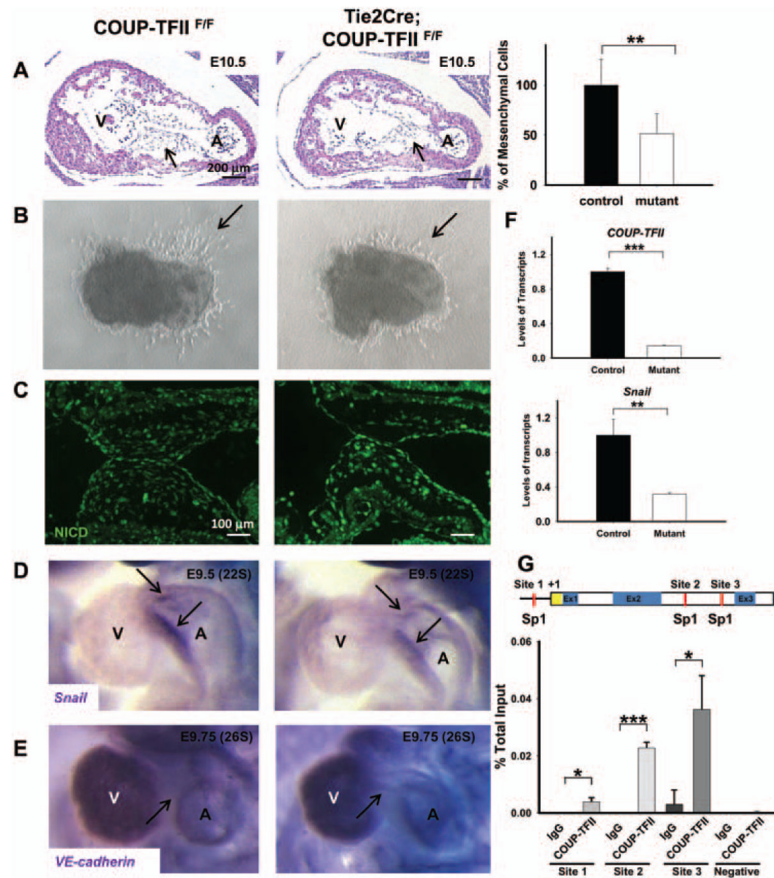 COUP-TFII F/F
Tie2Cre;
COUP-TFII F/F
A
E10.5
V
A
200 µm
E10.5
V
A
% of Mesenchymal Cells
100
50
0
**
control
mutant
B
C
NICD
100 µm
D
E9.5 (22S)
V
A
Snail
E9.5 (22S)
V
A
E
E9.75 (26S)
V
A
VE-cadherin
E9.75 (26S)
V
A
F
COUP-TFII
***
Levels of Transcripts
1.2
0.8
0.4
0.0
Control
Mutant
Snail
**
Levels of transcripts
1.2
0.8
0.4
0.0
Control
Mutant
G
Site 1
+1
Site 2
Site 3
Ex1
Ex2
Ex3
Sp1
Sp1
Sp1
% Total Input
0.06
0.04
0.02
0.00
*
***
*
IgG
COUP-TFII
IgG
COUP-TFII
IgG
COUP-TFII
IgG
COUP-TFII
Site 1
Site 2
Site 3
Negative